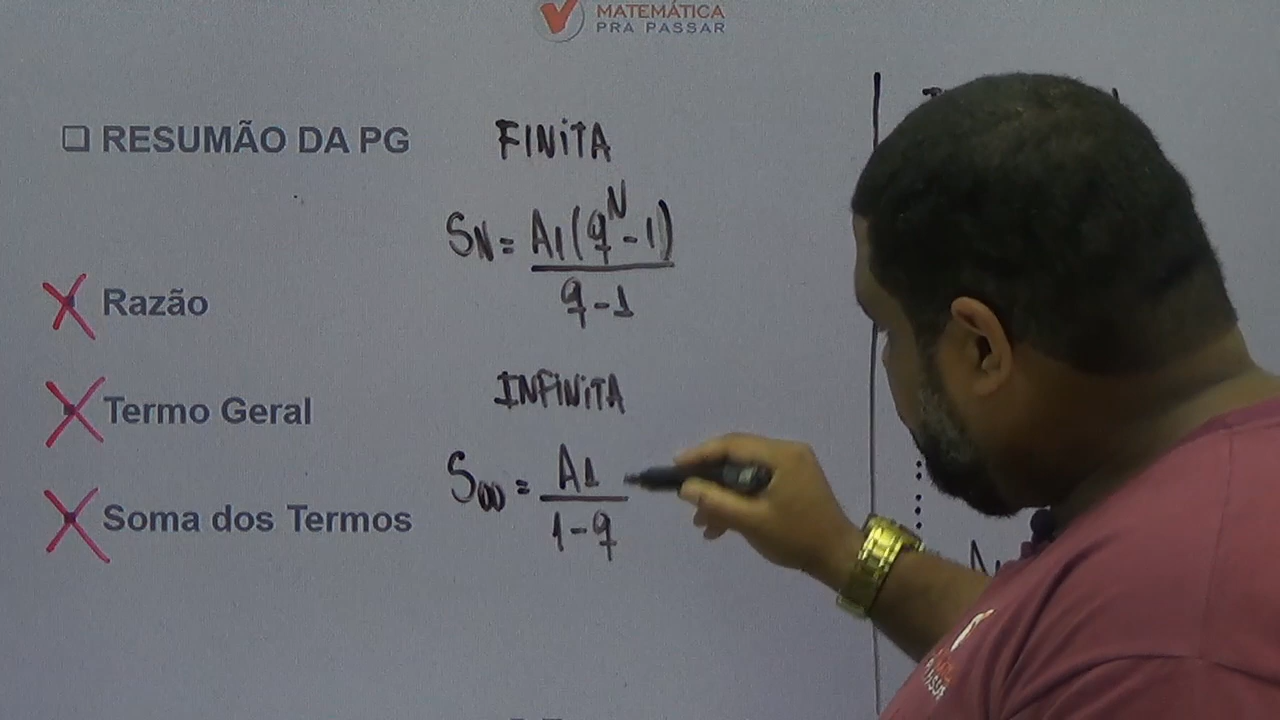 MATEMÁTICA
PRA PASSAR
RESUMÃO DA PG
FINITA
SN = A1(q^N - 1)
q - 1
Razão
INFINITA
Termo Geral
S∞ = A1
1 - q
Soma dos Termos